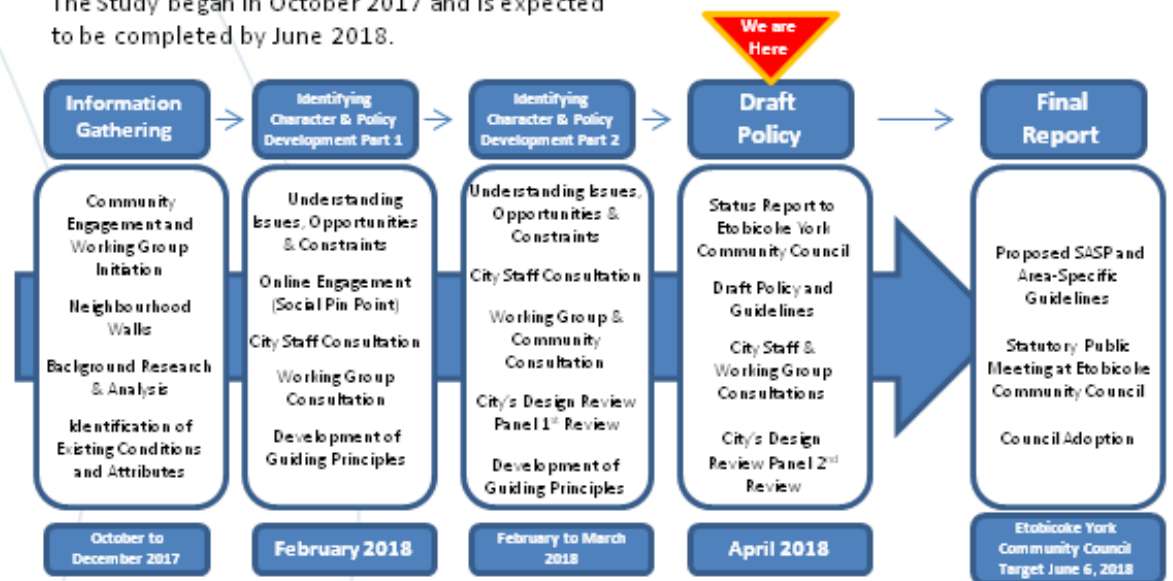 The Study began in October 2017 and is expected
to be completed by June 2018.
We are
Here
Information
Gathering
Identifying
Character & Policy
Development Part 1
Identifying
Character & Policy
Development Part 2
Draft
Policy
Final
Report
Community
Engagement and
Working Group
Initiation
Neighbourhood
Walks
Background Research
& Analysis
Identification of
Existing Conditions
and Attributes
Understanding
Issues, Opportunities
& Constraints
Online Engagement
(Social Pin Point)
City Staff Consultation
Working Group
Consultation
Development of
Guiding Principles
Understanding Issues,
Opportunities &
Constraints
City Staff Consultation
Working Group &
Community
Consultation
City's Design Review
Panel 1st Review
Development of
Guiding Principles
Status Report to
Etobicoke York
Community Council
Draft Policy and
Guidelines
City Staff &
Working Group
Consultations
City's Design
Review Panel 2nd
Review
Proposed SASP and
Area-Specific
Guidelines
Statutory Public
Meeting at Etobicoke
Community Council
Council Adoption
October to
December 2017
February 2018
February to March
2018
April 2018
Etobicoke York
Community Council
Target June 6, 2018